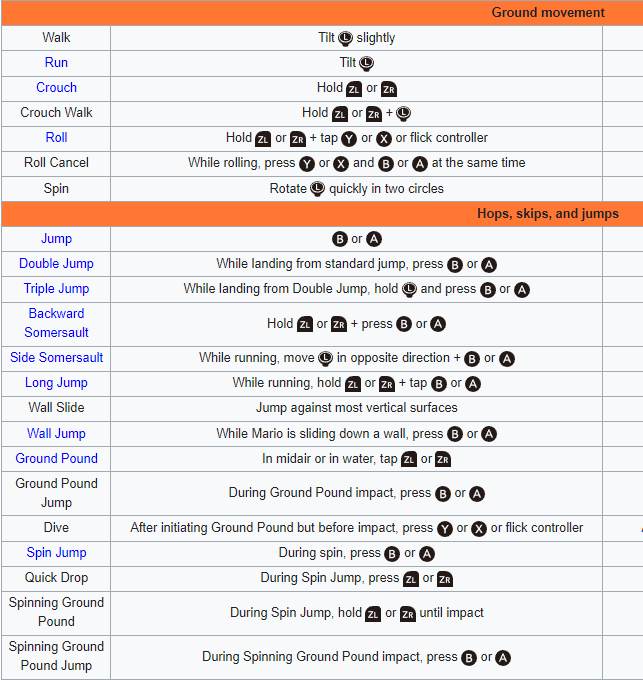 Ground movement
Walk Tilt L slightly
Run Tilt L
Crouch Hold ZL or ZR
Crouch Walk Hold ZL or ZR + L
Roll Hold ZL or ZR + tap Y or X or flick controller
Roll Cancel While rolling, press Y or X and B or A at the same time
Spin Rotate L quickly in two circles
Hops, skips, and jumps
Jump B or A
Double Jump While landing from standard jump, press B or A
Triple Jump While landing from Double Jump, hold L and press B or A
Backward
Somersault Hold ZL or ZR + press B or A
Side Somersault While running, move L in opposite direction + B or A
Long Jump While running, hold ZL or ZR + tap B or A
Wall Slide Jump against most vertical surfaces
Wall Jump While Mario is sliding down a wall, press B or A
Ground Pound In midair or in water, tap ZL or ZR
Ground Pound
Jump During Ground Pound impact, press B or A
Dive After initiating Ground Pound but before impact, press Y or X or flick controller
Spin Jump During spin, press B or A
Quick Drop During Spin Jump, press ZL or ZR
Spinning Ground
Pound During Spin Jump, hold ZL or ZR until impact
Spinning Ground
Pound Jump During Spinning Ground Pound impact, press B or A